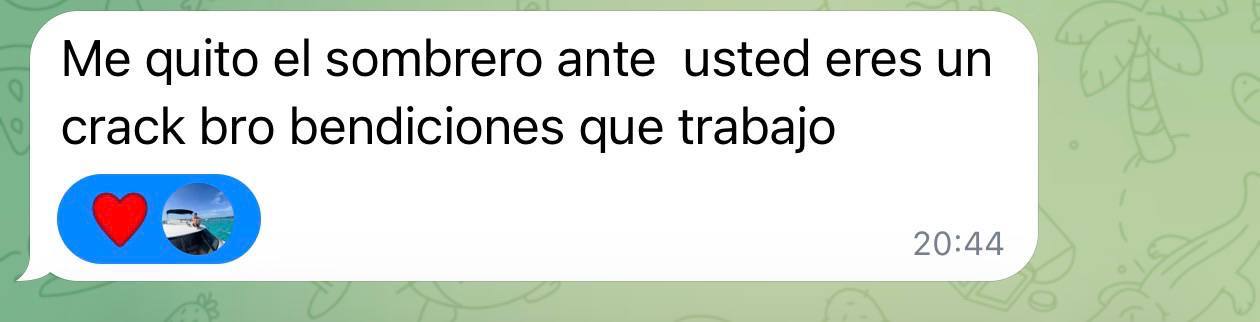 Me quito el sombrero ante  usted eres un
crack bro bendiciones que trabajo
20:44